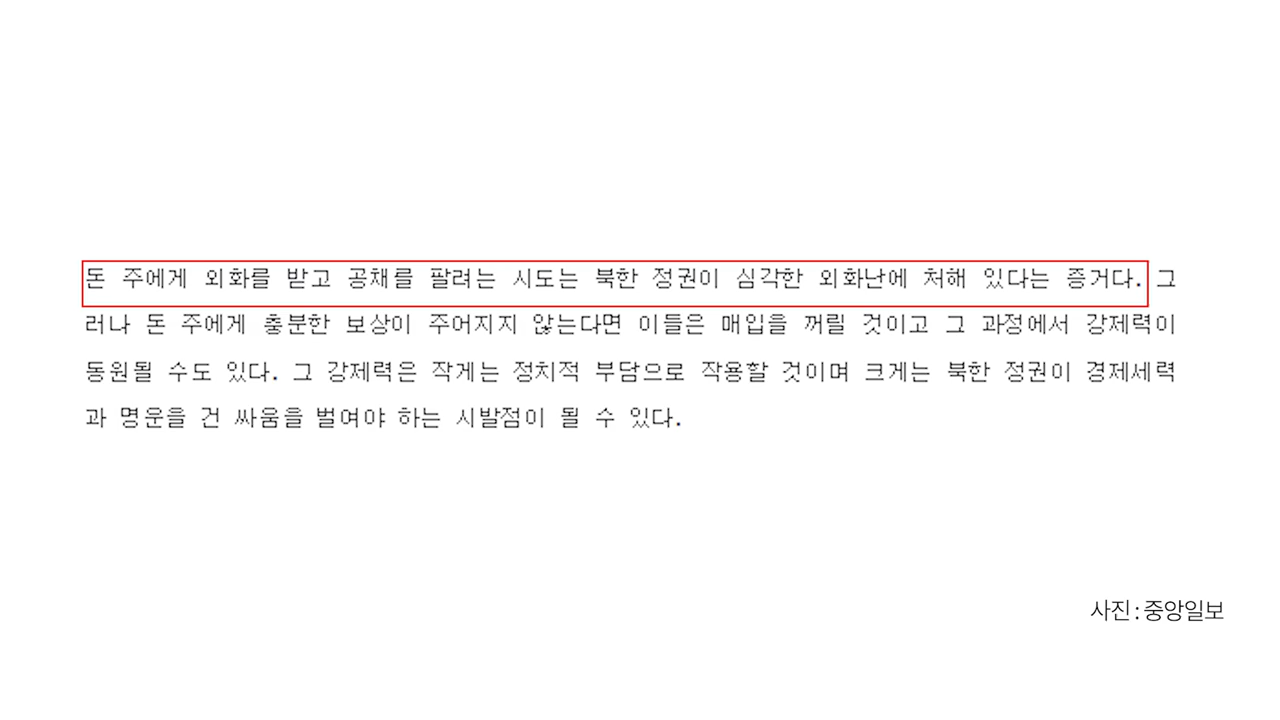 돈 주에게 외화를 받고 공채를 팔려는 시도는 북한 정권이 심각한 외화난에 처해 있다는 증거다. 그
러나 돈 주에게 충분한 보상이 주어지지 않는다면 이들은 매입을 꺼릴 것이고 그 과정에서 강제력이
동원될 수도 있다. 그 강제력은 작게는 정치적 부담으로 작용할 것이며 크게는 북한 정권이 경제세력
과 명운을 건 싸움을 벌여야 하는 시발점이 될 수 있다.
사진 : 중앙일보